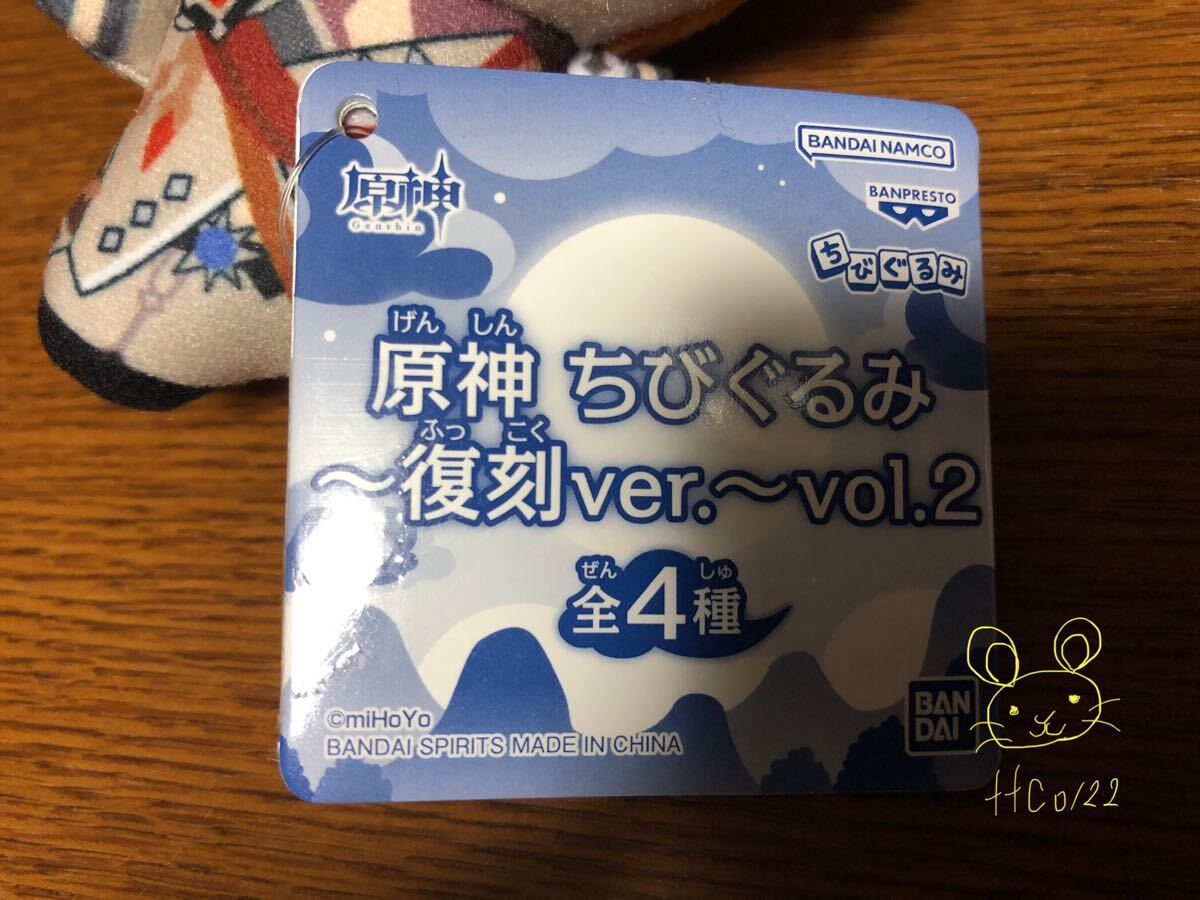 BANDAI NAMCO
原神
Genshin
BANPRESTO
ちびぐるみ
げん しん
原神 ちびぐるみ
ふっ こく
～復刻ver.～vol.2
ぜん しゅ
全4種
©miHoYo
BANDAI SPIRITS MADE IN CHINA
BAN
DAI
HCo122